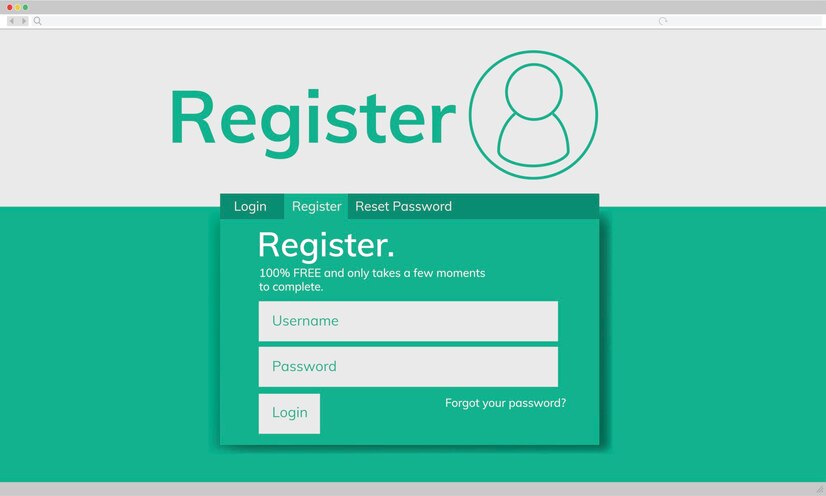 Register
Login Register Reset Password
Register.
100% FREE and only takes a few moments
to complete.
Username
Password
Login Forgot your password?